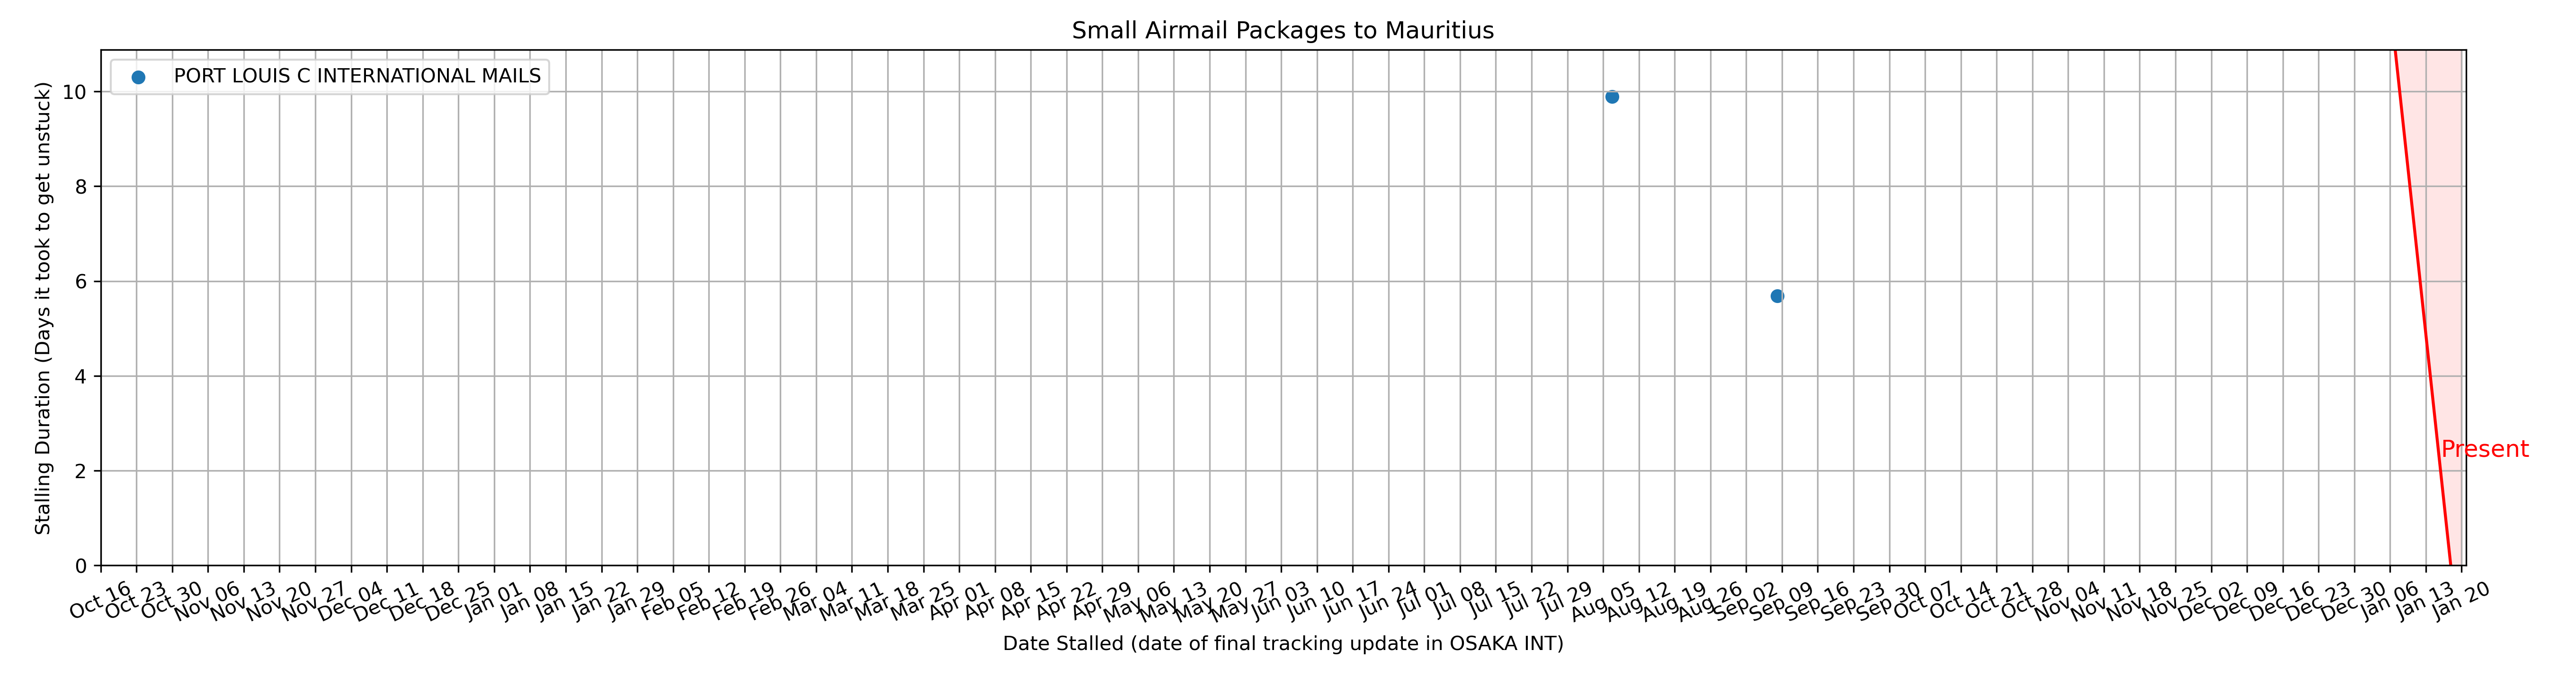 Small Airmail Packages to Mauritius
PORT LOUIS C INTERNATIONAL MAILS
Stalling Duration (Days it took to get unstuck)
10
8
6
4
2
0
Present
Oct 16 Oct 23 Oct 30 Nov 06 Nov 13 Nov 20 Nov 27 Dec 04 Dec 11 Dec 18 Dec 25 Jan 01 Jan 08 Jan 15 Jan 22 Jan 29 Feb 05 Feb 12 Feb 19 Feb 26 Mar 04 Mar 11 Mar 18 Mar 25 Apr 01 Apr 08 Apr 15 Apr 22 Apr 29 May 06 May 13 May 20 May 27 Jun 03 Jun 10 Jun 17 Jun 24 Jul 01 Jul 08 Jul 15 Jul 22 Jul 29 Aug 05 Aug 12 Aug 19 Aug 26 Sep 02 Sep 09 Sep 16 Sep 23 Sep 30 Oct 07 Oct 14 Oct 21 Oct 28 Nov 04 Nov 11 Nov 18 Nov 25 Dec 02 Dec 09 Dec 16 Dec 23 Dec 30 Jan 06 Jan 13 Jan 20
Date Stalled (date of final tracking update in OSAKA INT)